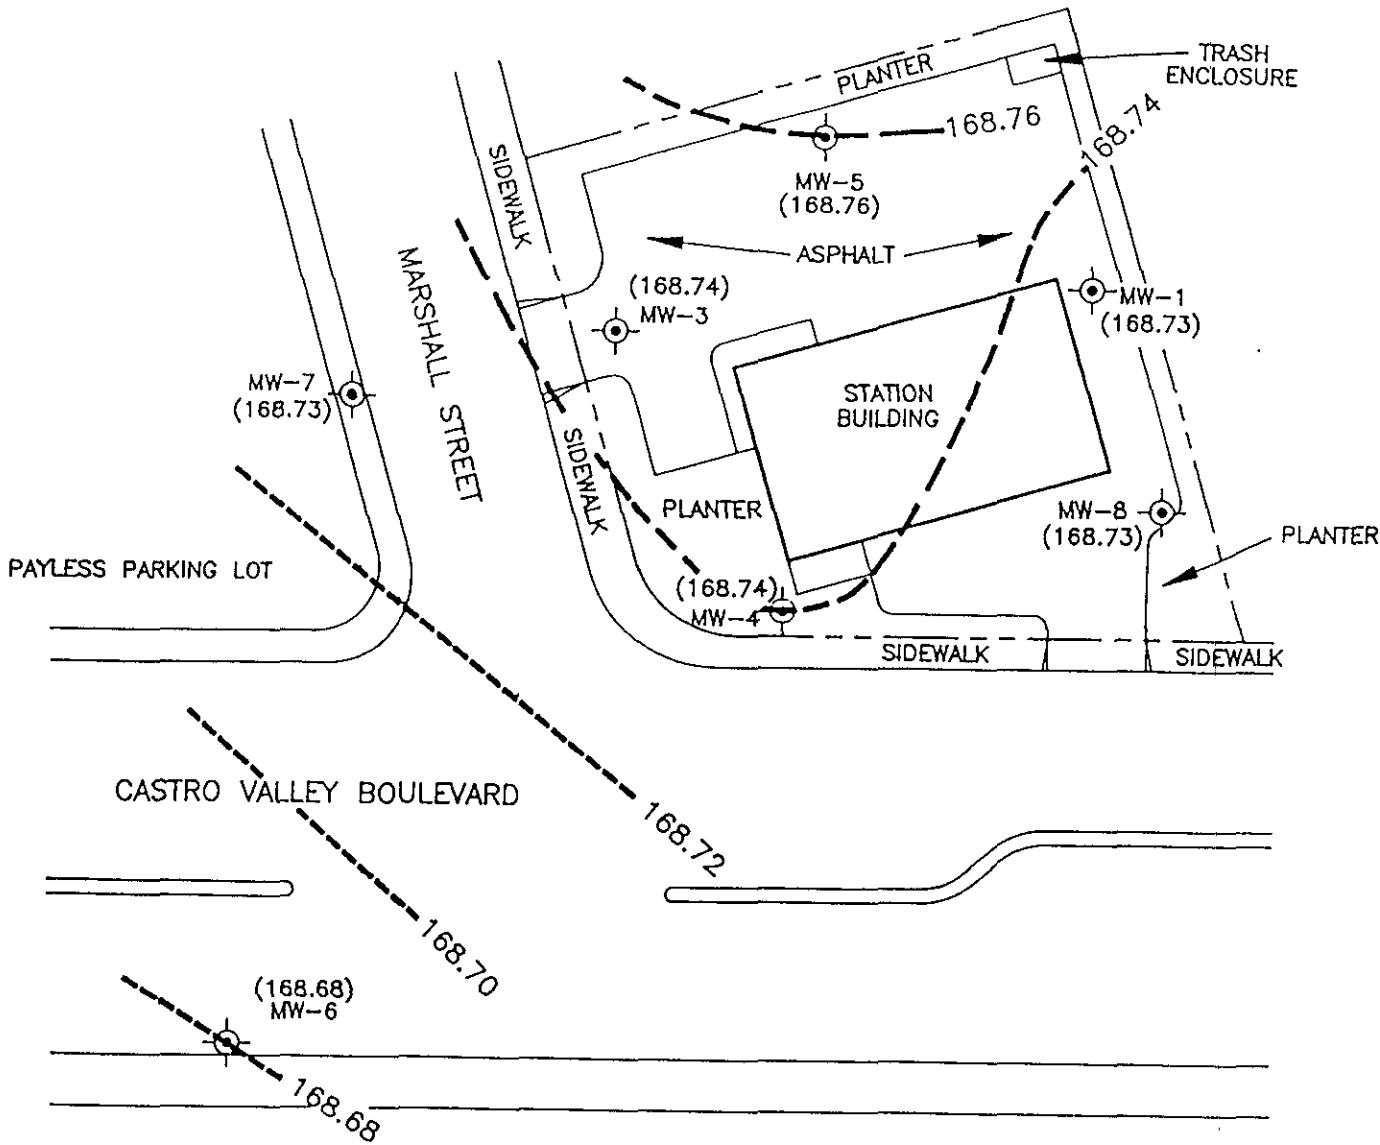 TRASH
ENCLOSURE
PLANTER
168.76
168.74
SIDEWALK
MW-5
(168.76)
ASPHALT
MARSHALL STREET
(168.74)
MW-3
MW-1
(168.73)
MW-7
(168.73)
STATION
BUILDING
SIDEWALK
PLANTER
MW-8
(168.73)
PLANTER
PAYLESS PARKING LOT
(168.74)
MW-4
SIDEWALK
SIDEWALK
CASTRO VALLEY BOULEVARD
168.72
168.70
(168.68)
MW-6
168.68